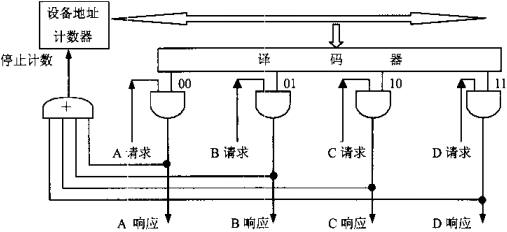 设备地址
计数器
停止计数
译 码 器
00
01
10
11
+
A 请求
B 请求
C 请求
D 请求
A 响应
B 响应
C 响应
D 响应